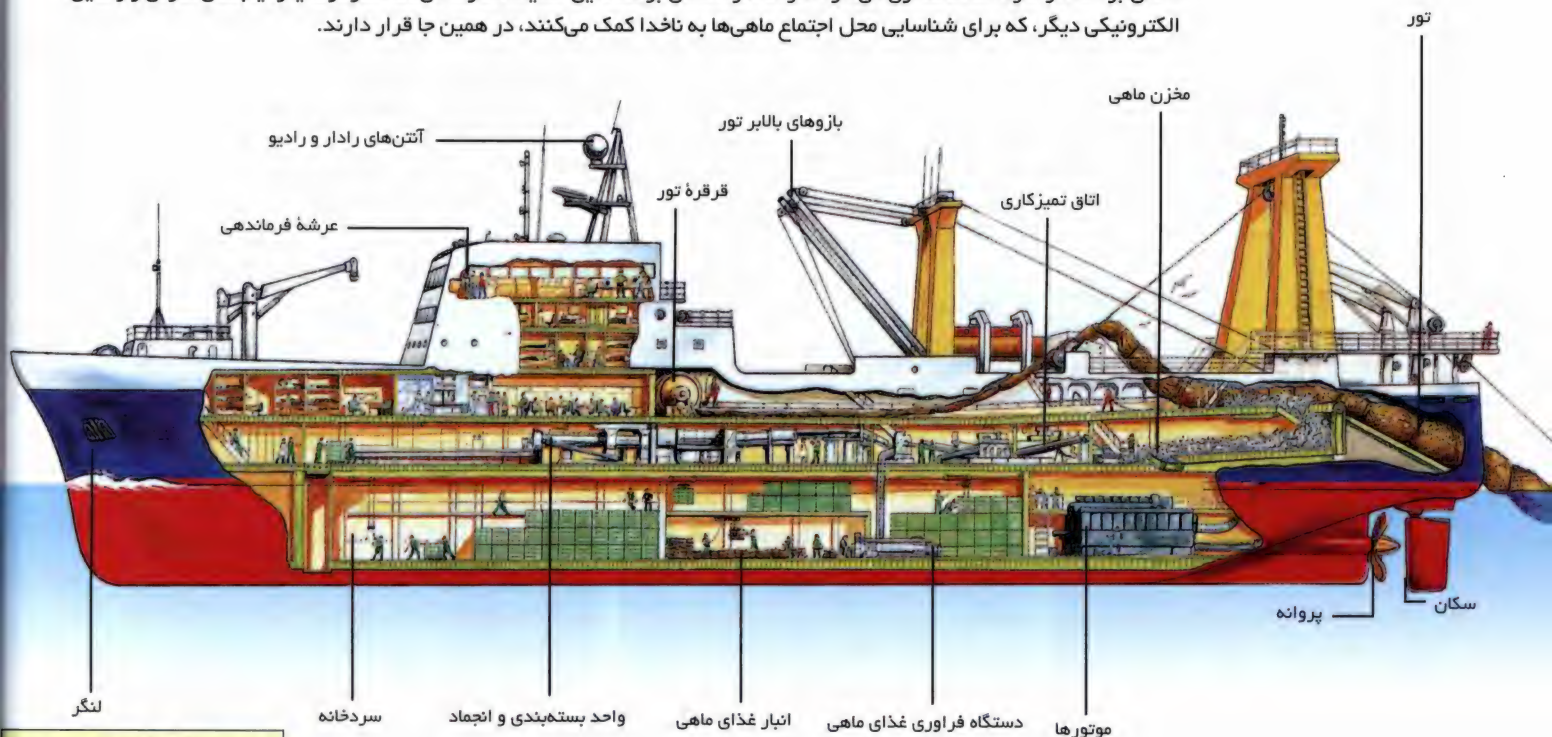 الکترونیکی دیگر، که برای شناسایی محل اجتماع ماهی‌ها به ناخدا کمک می‌کنند، در همین جا قرار دارند.
تور
مخزن ماهی
بازوهای بالابر تور
آنتن‌های رادار و رادیو
اتاق تمیزکاری
قرقرهٔ تور
عرشهٔ فرماندهی
سکان
پروانه
موتورها
دستگاه فراوری غذای ماهی
انبار غذای ماهی
واحد بسته‌بندی و انجماد
سردخانه
لنگر